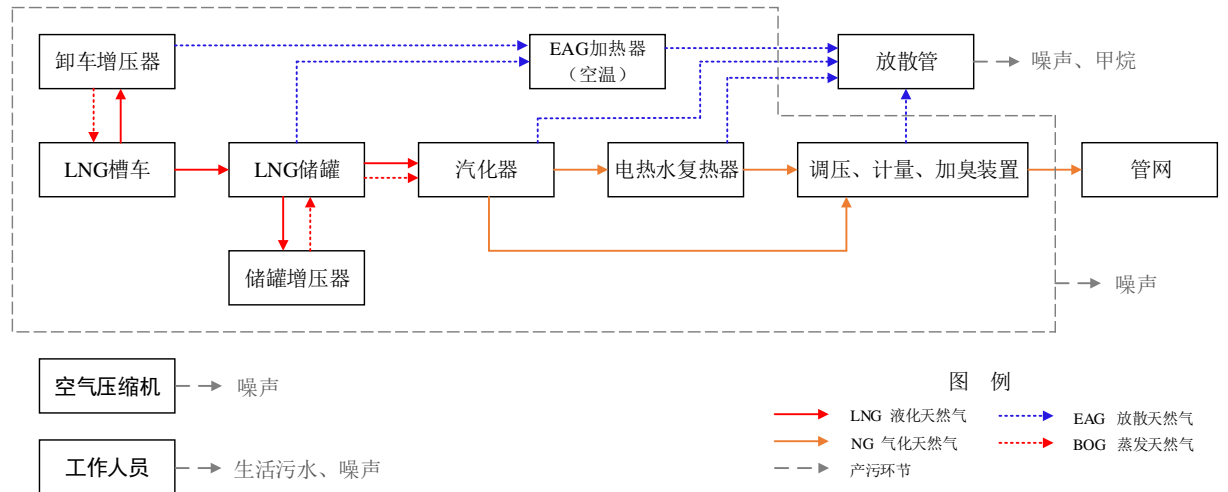 卸车增压器
EAG加热器
（空温）
放散管
噪声、甲烷
LNG槽车
LNG储罐
汽化器
电热水复热器
调压、计量、加臭装置
管网
储罐增压器
噪声
空气压缩机
噪声
工作人员
生活污水、噪声
图 例
LNG 液化天然气
EAG 放散天然气
NG 气化天然气
BOG 蒸发天然气
产污环节